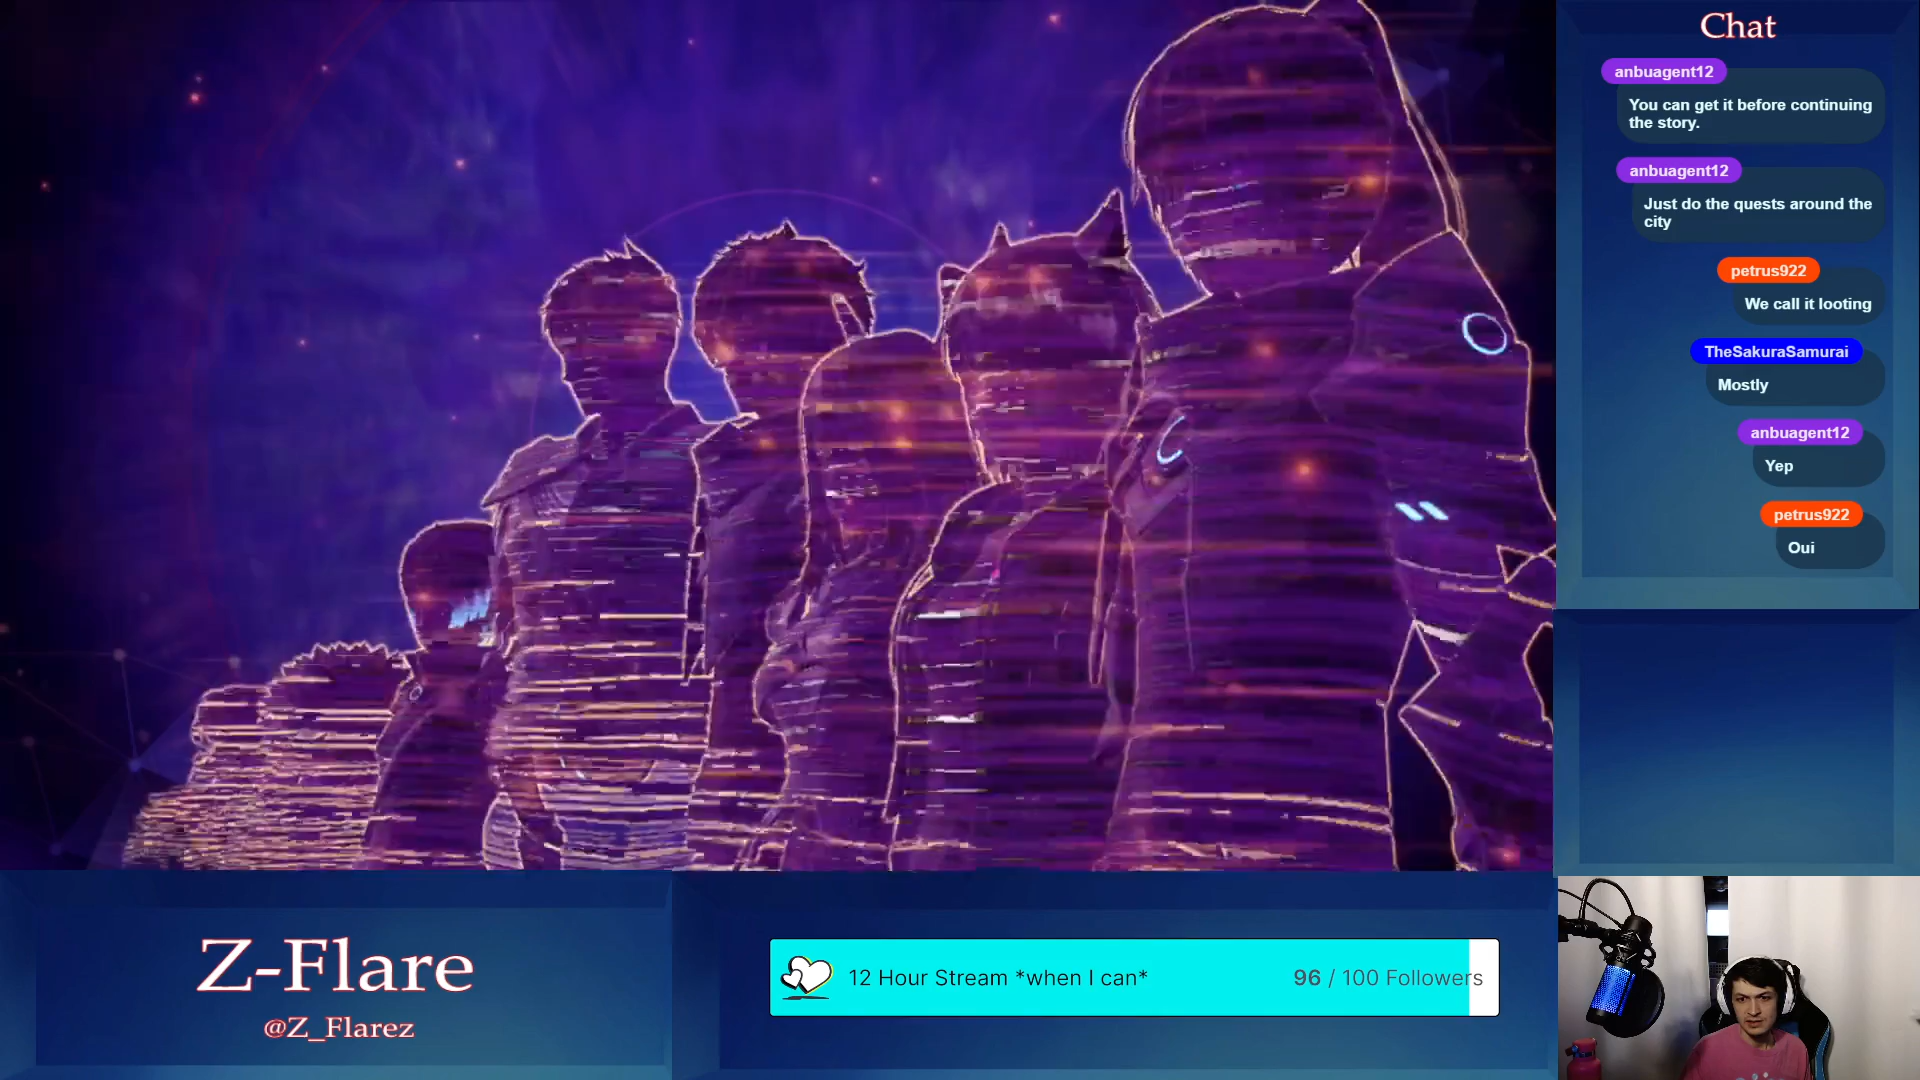 Chat
anbuagent12
You can get it before continuing
the story.
anbuagent12
Just do the quests around the
city
petrus922
We call it looting
TheSakuraSamurai
Mostly
anbuagent12
Yep
petrus922
Oui
Z-Flare
@Z_Flarez
12 Hour Stream *when I can*
96 / 100 Followers